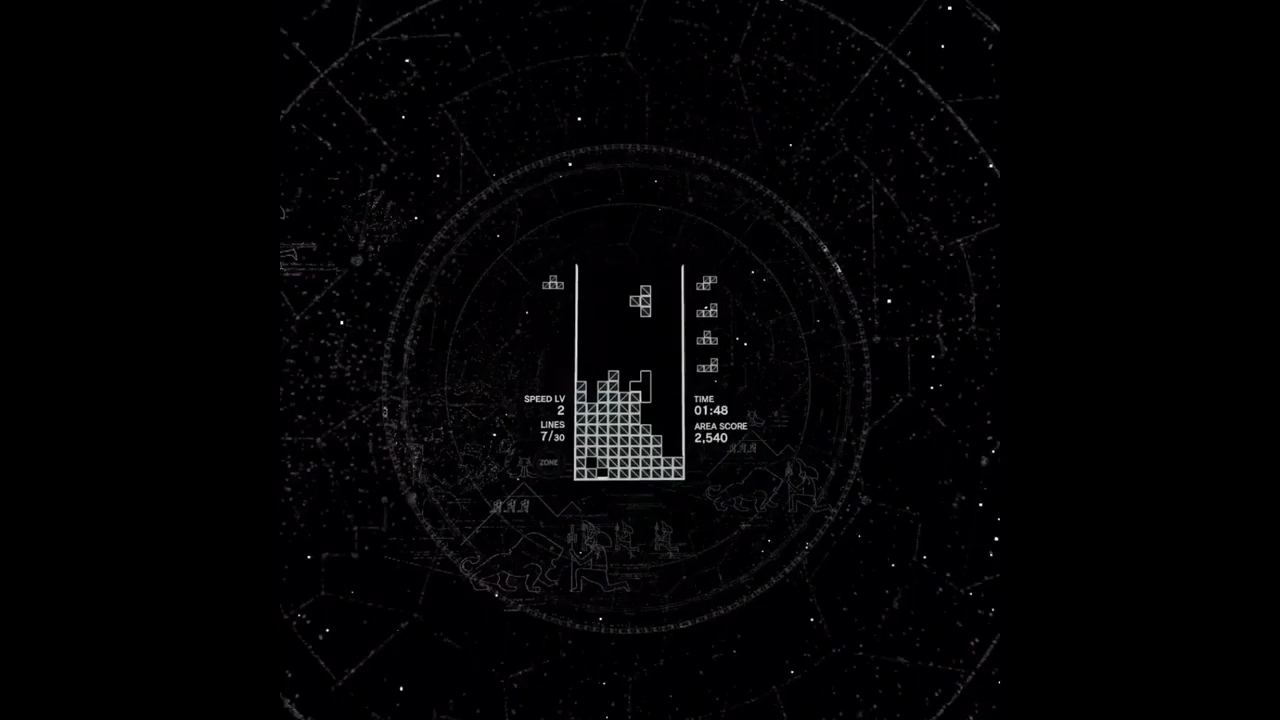 SPEED LV
2
LINES
7/30
ZONE
TIME
01:48
AREA SCORE
2,540